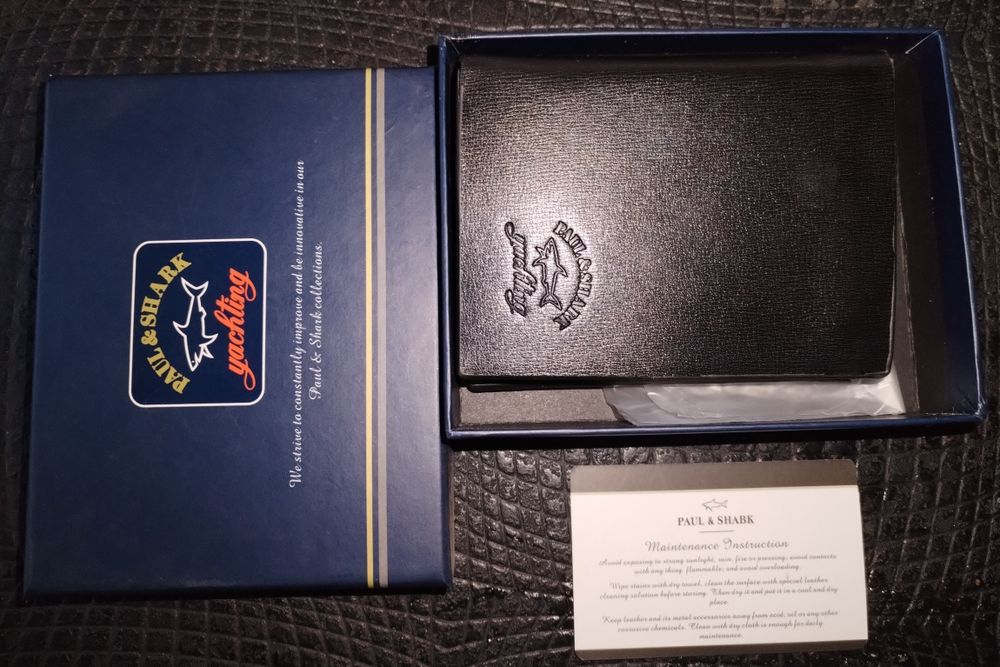 PAUL & SHARK
yachting
We strive to constantly improve and be innovative in our
Paul & Shark collections.
PAUL & SHARK
yachting
PAUL & SHABK
Maintenance Instruction
Avoid exposing to strong sunlight, rain, fire or pressing; avoid contacts
with any thing flammable; and avoid overloading.
Wipe stains with dry towel, clean the surface with special leather
cleaning solution before storing. Then dry it and put it in a cool and dry
place.
Keep leather and its metal accessories away from acid, oil or any other
corrosive chemicals. Clean with dry cloth is enough for daily
maintenance.